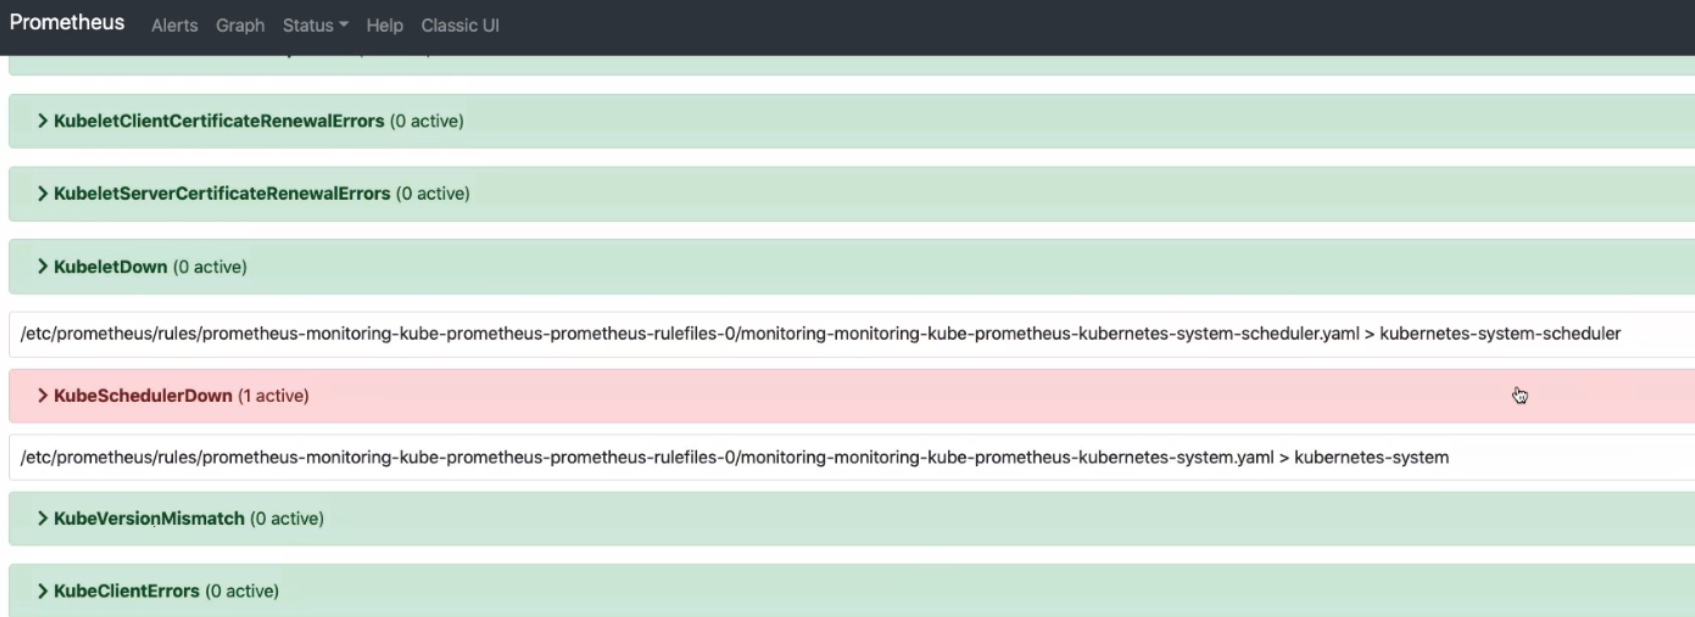 Prometheus Alerts Graph Status Help Classic UI
KubeletClientCertificateRenewalErrors (0 active)
KubeletServerCertificateRenewalErrors (0 active)
KubeletDown (0 active)
/etc/prometheus/rules/prometheus-monitoring-kube-prometheus-prometheus-rulefiles-0/monitoring-monitoring-kube-prometheus-kubernetes-system-scheduler.yaml > kubernetes-system-scheduler
KubeSchedulerDown (1 active)
/etc/prometheus/rules/prometheus-monitoring-kube-prometheus-prometheus-rulefiles-0/monitoring-monitoring-kube-prometheus-kubernetes-system.yaml > kubernetes-system
KubeVersionMismatch (0 active)
KubeClientErrors (0 active)